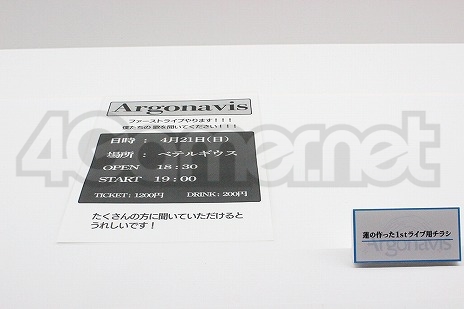 Argonavis
ファーストライブやります!!!
僕たちの歌を聞いてください!!!
日時: 4月21日(日)
場所: ベテルギウス
OPEN 18:30
START 19:00
TICKET: 1200円 DRINK: 200円
たくさんの方に聞いていただけると
うれしいです!
蓮の作った1stライブ用チラシ
Argonavis
4Gamer.net